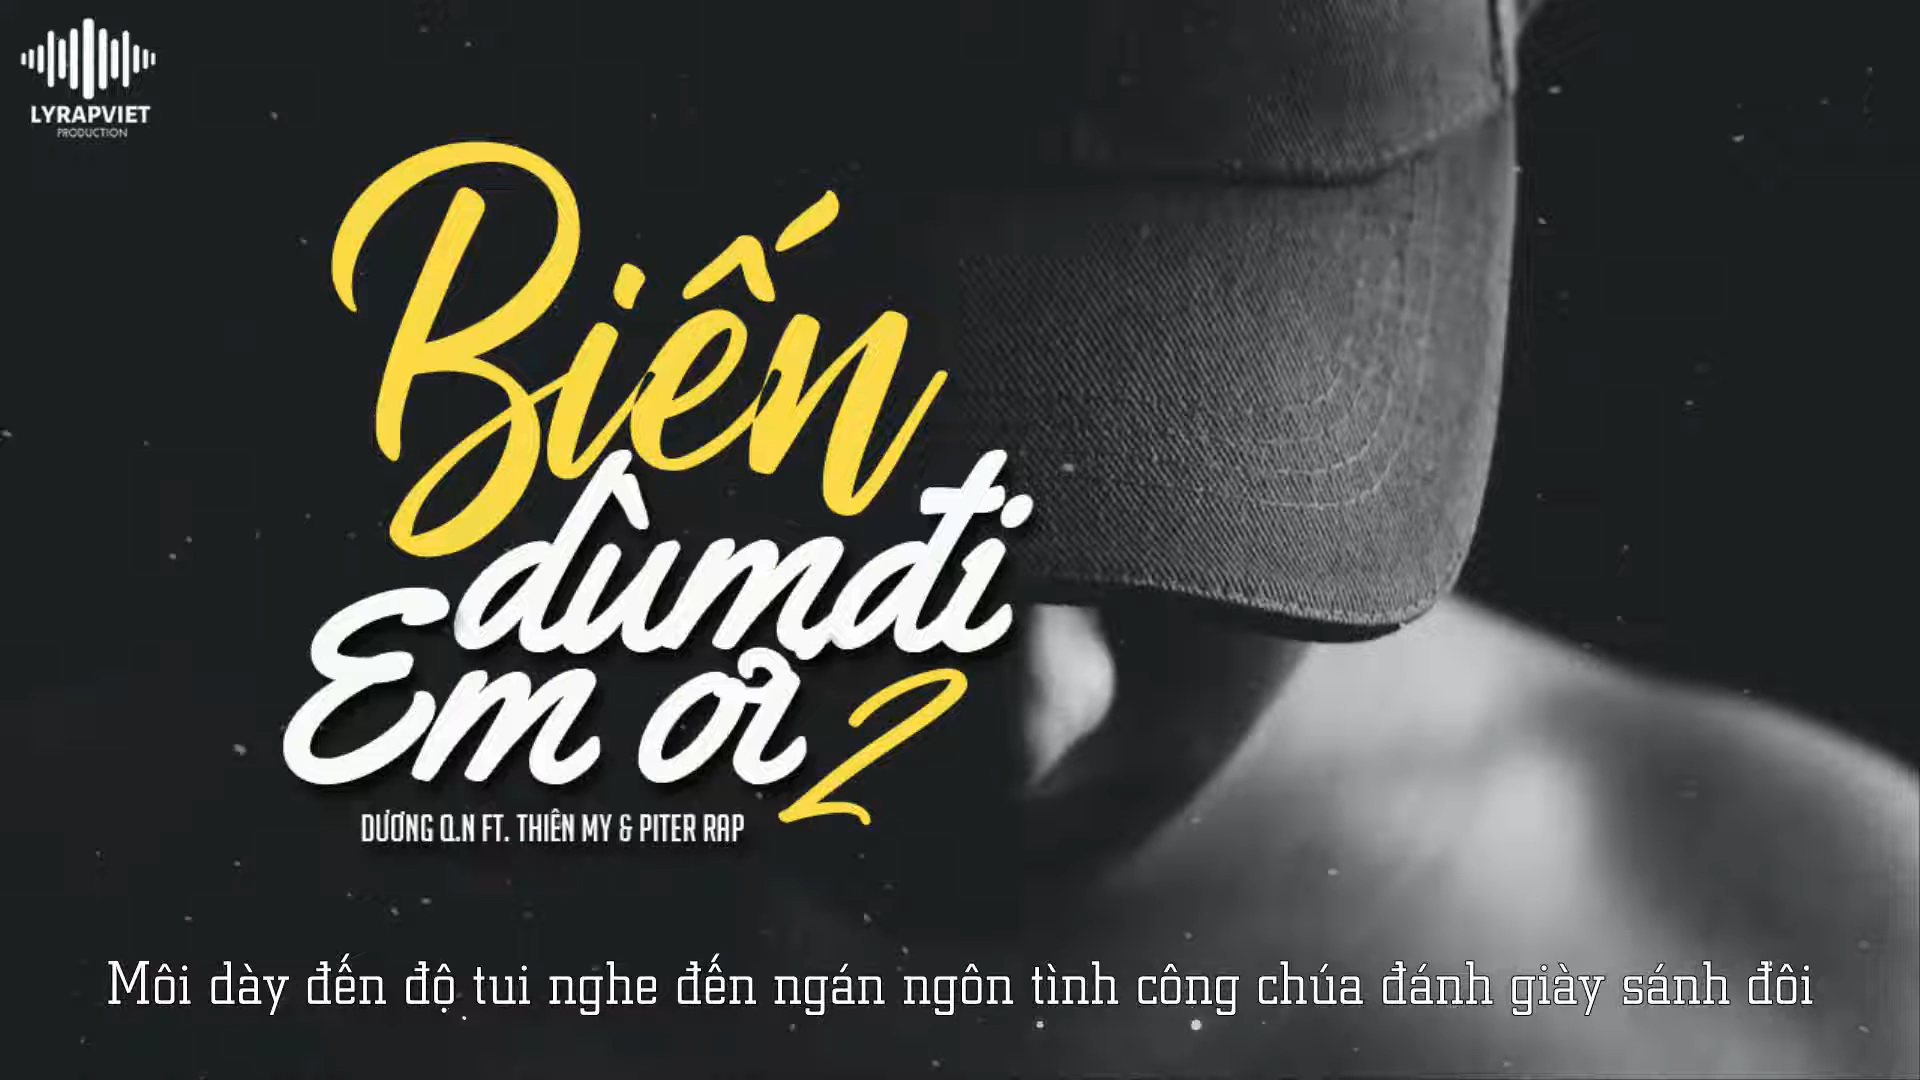 LYRAPVIET
PRODUCTION
Biến
dùm đi
Em ơi 2
DƯƠNG Q.N FT. THIÊN MY & PITER RAP
Môi dày đến độ tui nghe đến ngán ngôn tình công chúa đánh giày sánh đôi